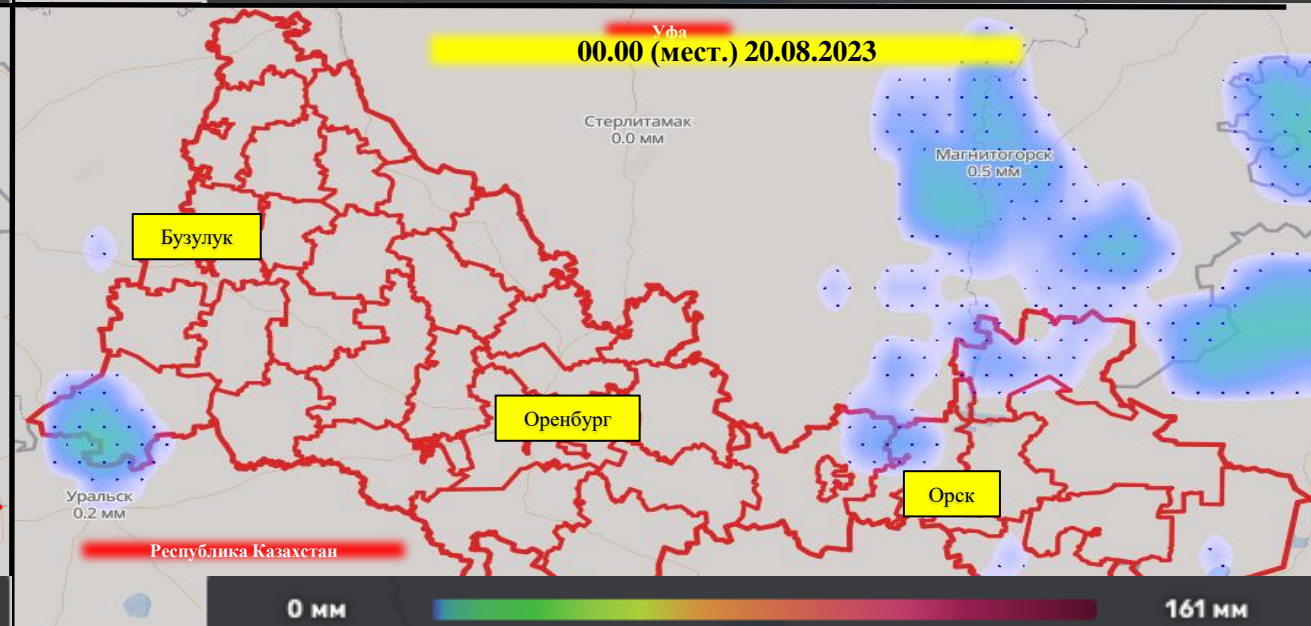 Уфа
00.00 (мест.) 20.08.2023
Стерлитамак
0.0 мм
Магнитогорск
0.5 мм
Бузулук
Оренбург
Орск
Уральск
0.2 мм
Республика Казахстан
0 мм
161 мм